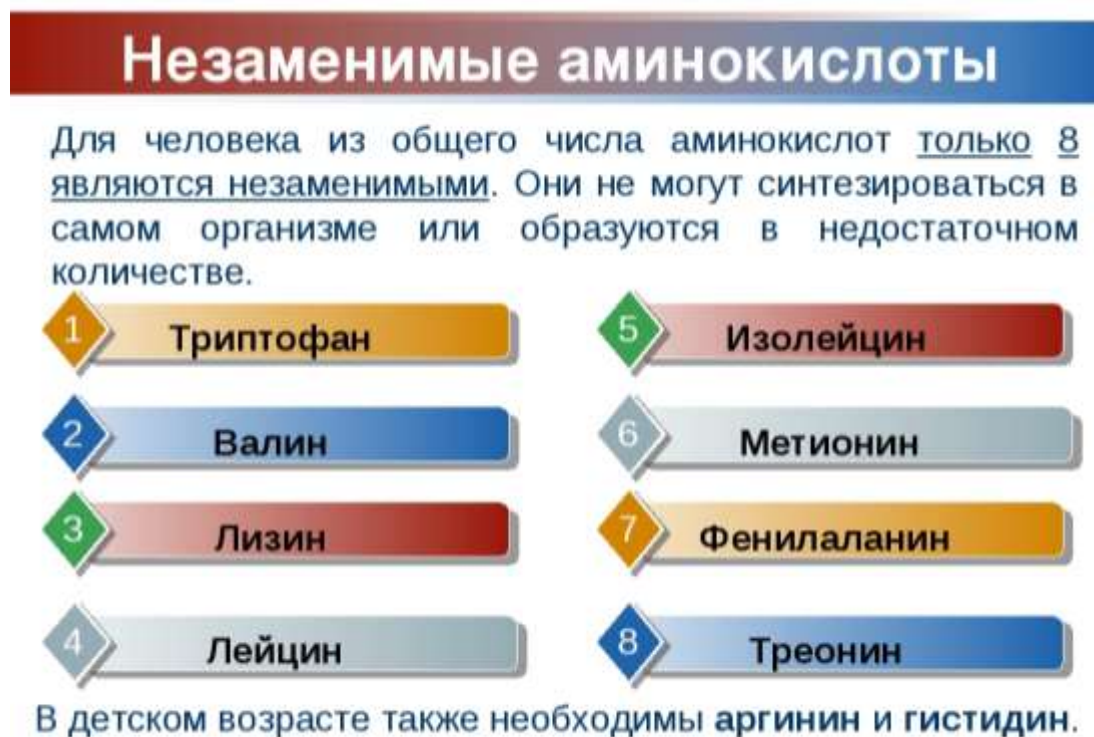 Незаменимые аминокислоты
Для человека из общего числа аминокислот только 8
являются незаменимыми. Они не могут синтезироваться в
самом организме или образуются в недостаточном
количестве.
1 Триптофан
2 Валин
3 Лизин
4 Лейцин
5 Изолейцин
6 Метионин
7 Фенилаланин
8 Треонин
В детском возрасте также необходимы аргинин и гистидин.